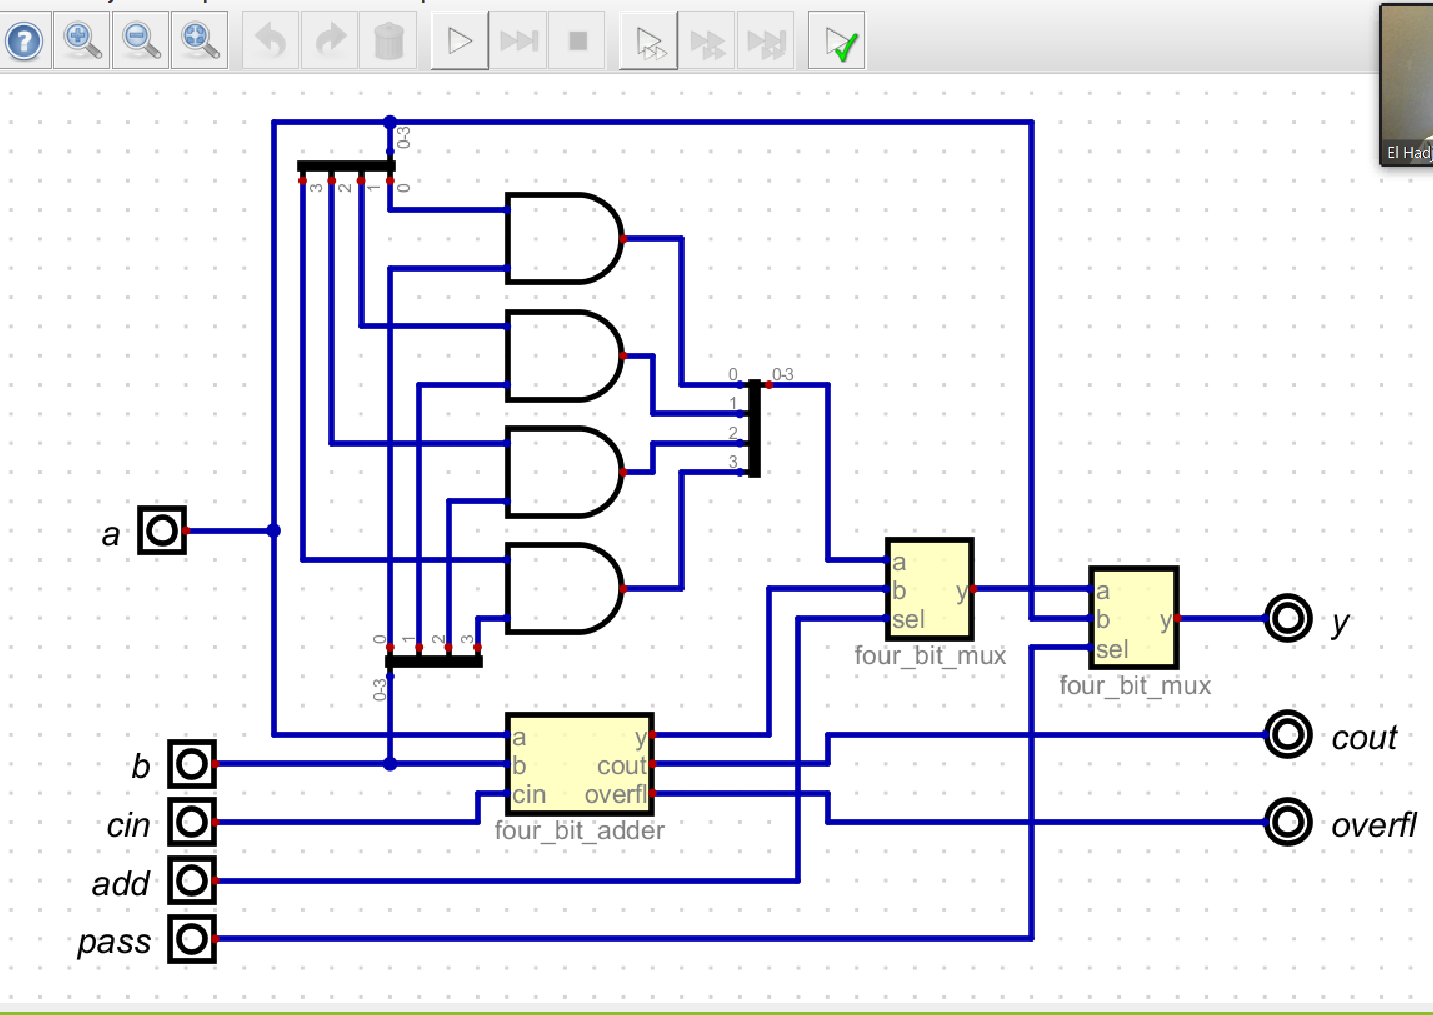 ?
El Hadj
0-3
3 2 1 0
0 0-3
1
2
3
a
a
b y
sel
four_bit_mux
a
b y
sel
four_bit_mux
y
0 1 2 3
0-3
a y
b cout
cin overfl
four_bit_adder
b
cin
add
pass
cout
overfl